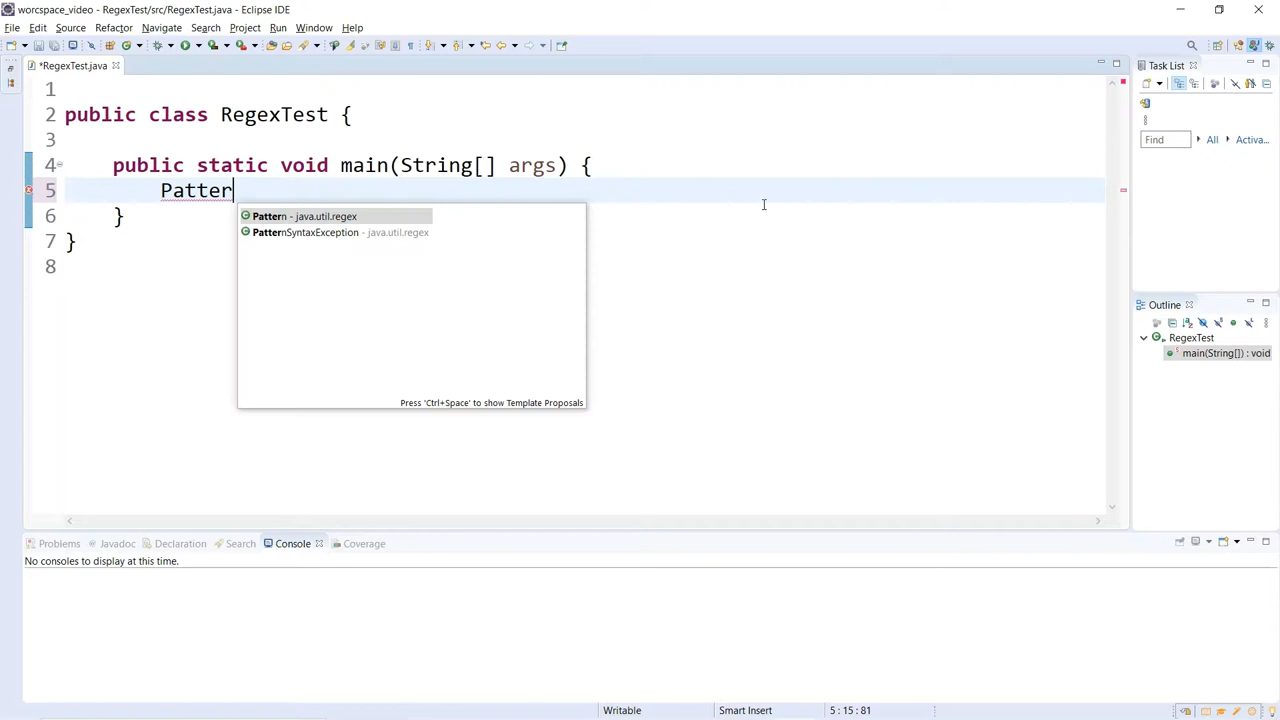 worcspace_video - RegexTest/src/RegexTest.java - Eclipse IDE
File Edit Source Refactor Navigate Search Project Run Window Help
*RegexTest.java
Task List
1
2 public class RegexTest {
3
4 public static void main(String[] args) {
5 Patter
6 }
7 }
8
Pattern - java.util.regex
PatternSyntaxException - java.util.regex
Press 'Ctrl+Space' to show Template Proposals
Find All Activa...
Outline
RegexTest
main(String[]) : void
Problems Javadoc Declaration Search Console Coverage
No consoles to display at this time.
Writable Smart Insert 5 : 15 : 81